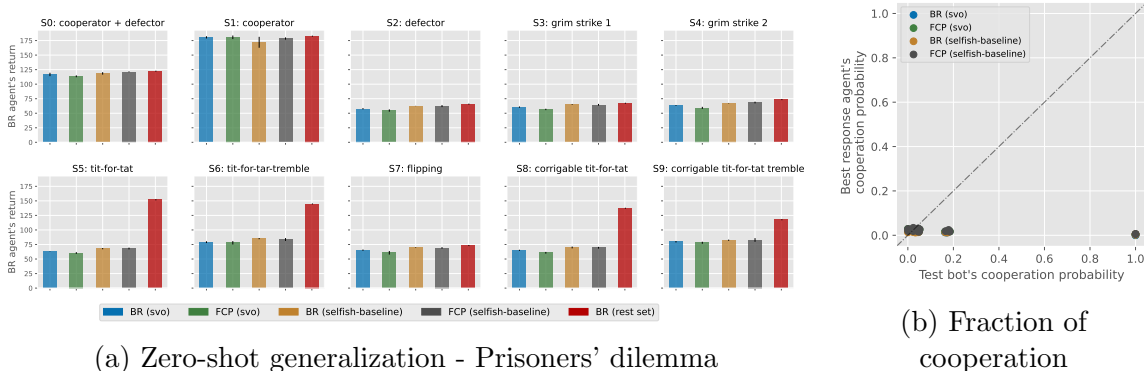 S0: cooperator + defector
S1: cooperator
S2: defector
S3: grim strike 1
S4: grim strike 2
BR agent's return
175
150
125
100
75
50
25
0
S5: tit-for-tat
S6: tit-for-tar-tremble
S7: flipping
S8: corrigable tit-for-tat
S9: corrigable tit-for-tat tremble
BR agent's return
175
150
125
100
75
50
25
0
BR (svo)
FCP (svo)
BR (selfish-baseline)
FCP (selfish-baseline)
BR (rest set)
(a) Zero-shot generalization - Prisoners' dilemma
BR (svo)
FCP (svo)
BR (selfish-baseline)
FCP (selfish-baseline)
Best response agent's
cooperation probability
1.0
0.8
0.6
0.4
0.2
0.0
0.0 0.2 0.4 0.6 0.8 1.0
Test bot's cooperation probability
(b) Fraction of
cooperation